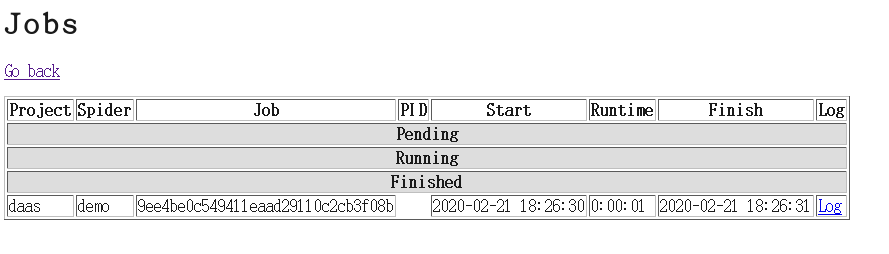 Jobs
Go back
Project Spider Job PID Start Runtime Finish Log
Pending
Running
Finished
daas demo 9ee4be0c549411eaad29110c2cb3f08b 2020-02-21 18:26:30 0:00:01 2020-02-21 18:26:31 Log